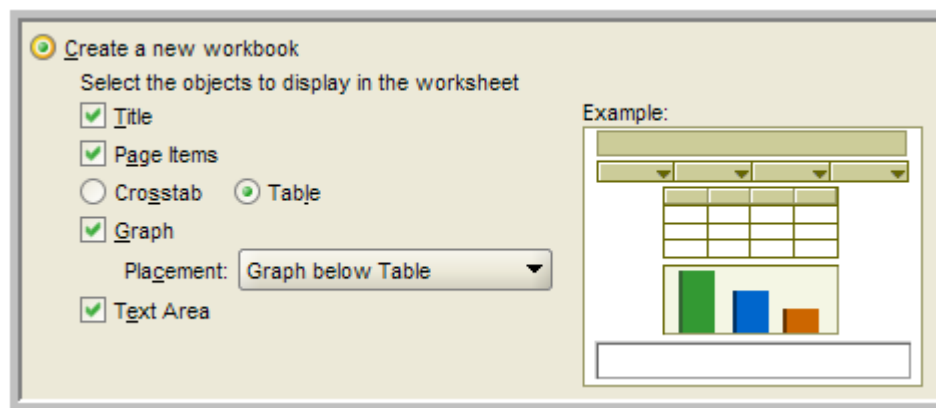 Create a new workbook
Select the objects to display in the worksheet
Title
Example:
Page Items
Crosstab Table
Graph
Placement: Graph below Table
Text Area